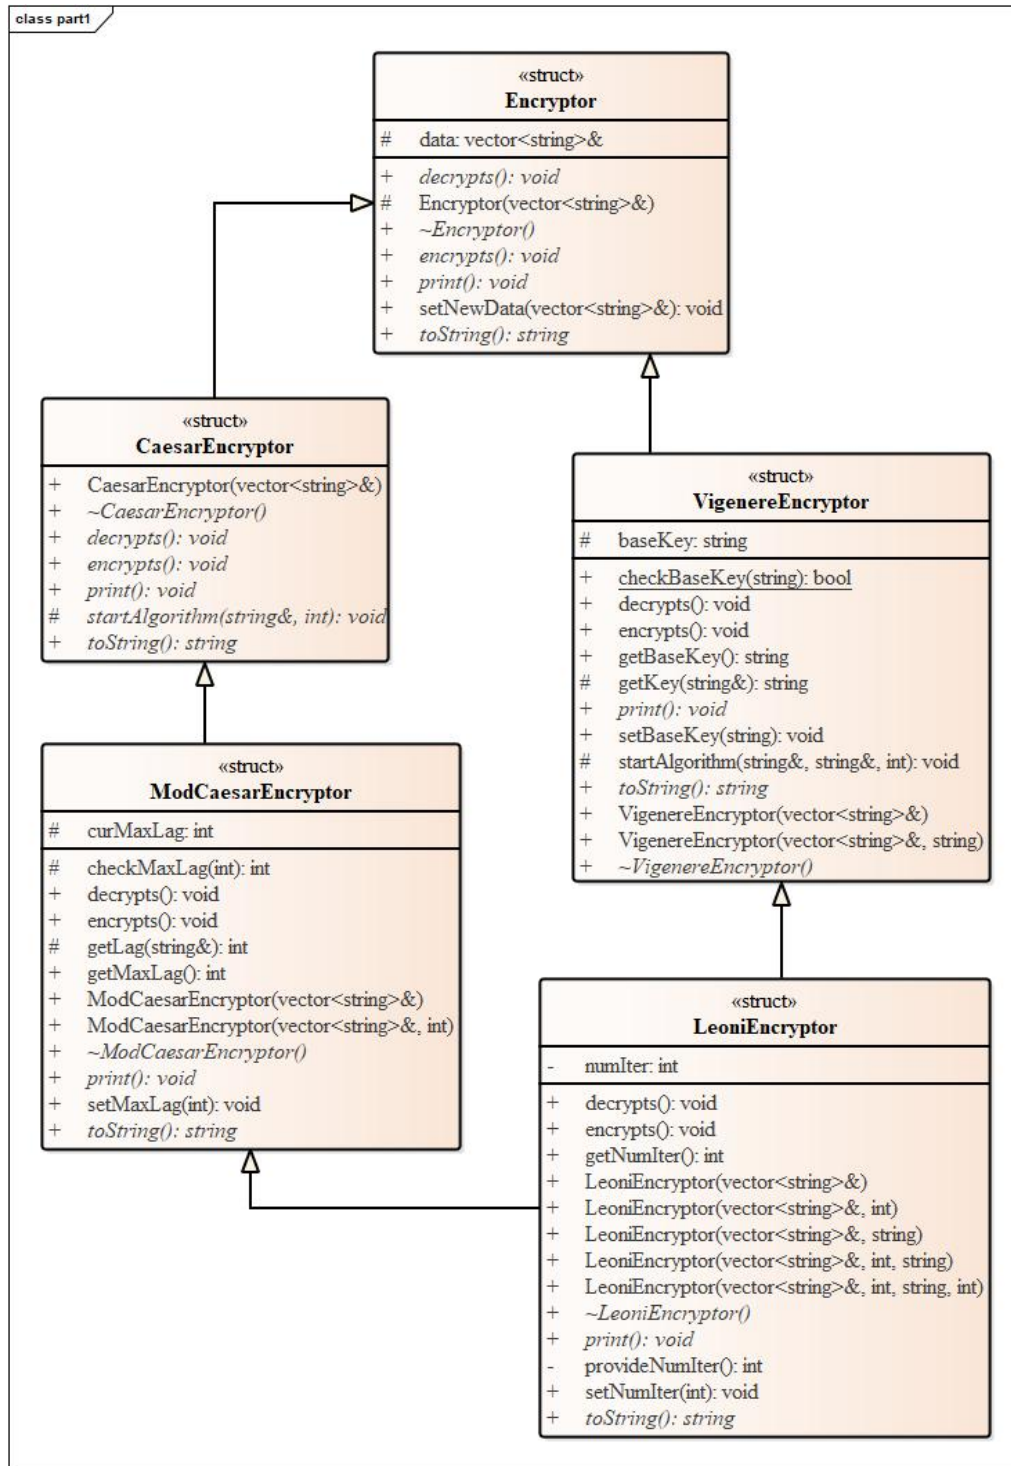 class part1
«struct»
Encryptor
# data: vector<string>&
+ decrypts(): void
# Encryptor(vector<string>&)
+ ~Encryptor()
+ encrypts(): void
+ print(): void
+ setNewData(vector<string>&): void
+ toString(): string
«struct»
CaesarEncryptor
+ CaesarEncryptor(vector<string>&)
+ ~CaesarEncryptor()
+ decrypts(): void
+ encrypts(): void
+ print(): void
# startAlgorithm(string&, int): void
+ toString(): string
«struct»
VigenereEncryptor
# baseKey: string
+ checkBaseKey(string): bool
+ decrypts(): void
+ encrypts(): void
+ getBaseKey(): string
# getKey(string&): string
+ print(): void
+ setBaseKey(string): void
# startAlgorithm(string&, string&, int): void
+ toString(): string
+ VigenereEncryptor(vector<string>&)
+ VigenereEncryptor(vector<string>&, string)
+ ~VigenereEncryptor()
«struct»
ModCaesarEncryptor
# curMaxLag: int
# checkMaxLag(int): int
+ decrypts(): void
+ encrypts(): void
# getLag(string&): int
+ getMaxLag(): int
+ ModCaesarEncryptor(vector<string>&)
+ ModCaesarEncryptor(vector<string>&, int)
+ ~ModCaesarEncryptor()
+ print(): void
+ setMaxLag(int): void
+ toString(): string
«struct»
LeoniEncryptor
- numIter: int
+ decrypts(): void
+ encrypts(): void
+ getNumIter(): int
+ LeoniEncryptor(vector<string>&)
+ LeoniEncryptor(vector<string>&, int)
+ LeoniEncryptor(vector<string>&, string)
+ LeoniEncryptor(vector<string>&, int, string)
+ LeoniEncryptor(vector<string>&, int, string, int)
+ ~LeoniEncryptor()
+ print(): void
- provideNumIter(): int
+ setNumIter(int): void
+ toString(): string